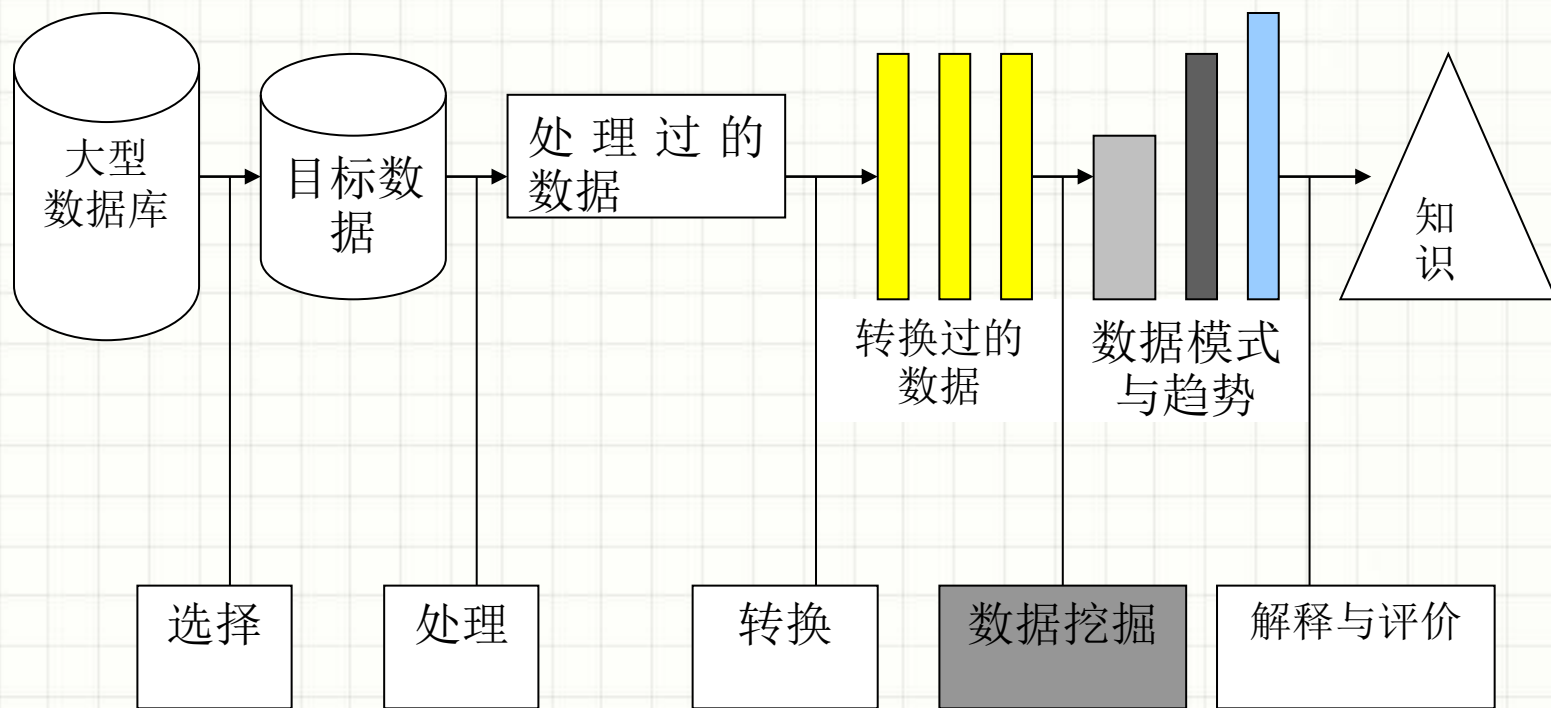 大型
数据库
目标数
据
处理过的
数据
转换过的
数据
数据模式
与趋势
知
识
选择
处理
转换
数据挖掘
解释与评价